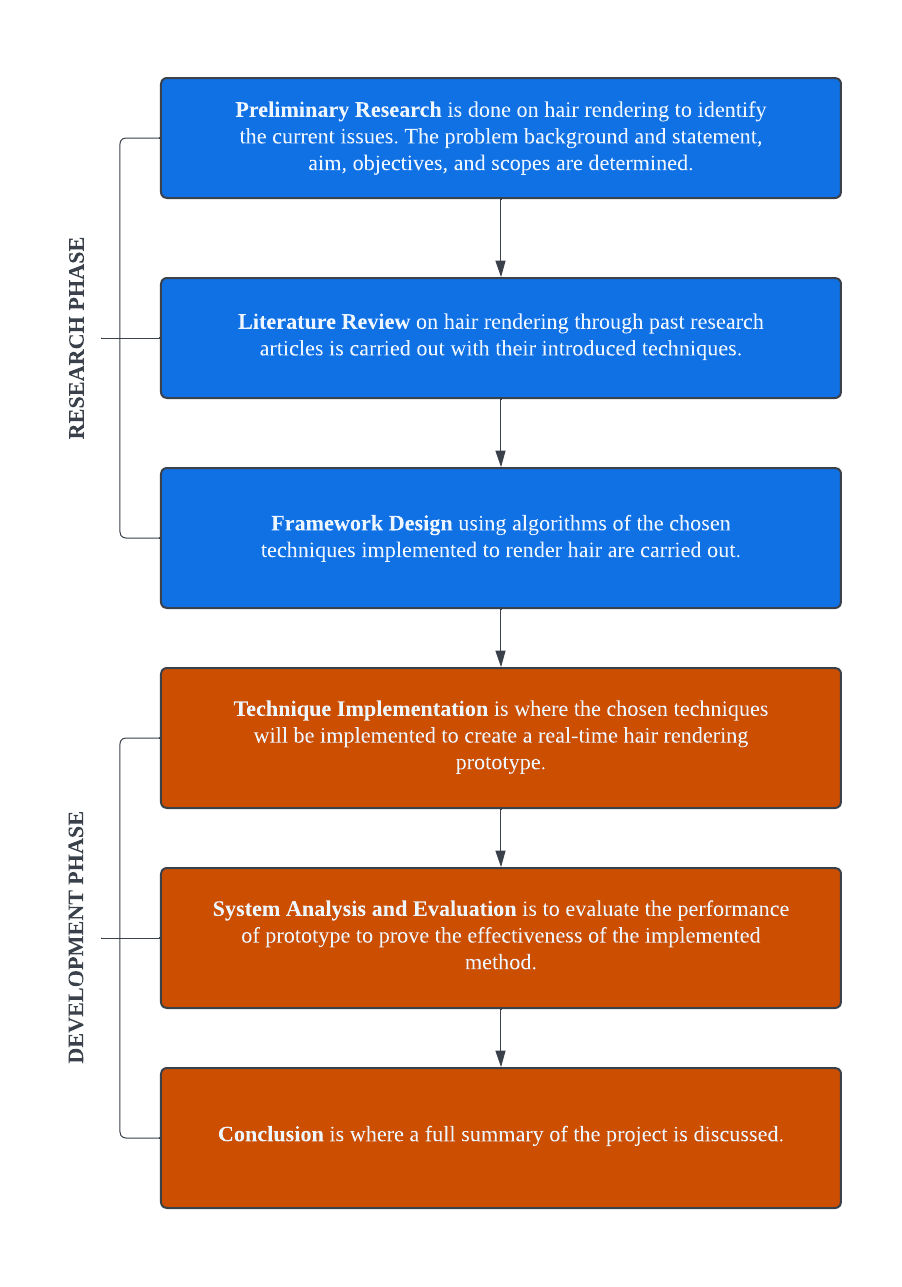 Preliminary Research is done on hair rendering to identify
the current issues. The problem background and statement,
aim, objectives, and scopes are determined.
RESEARCH PHASE
Literature Review on hair rendering through past research
articles is carried out with their introduced techniques.
Framework Design using algorithms of the chosen
techniques implemented to render hair are carried out.
Technique Implementation is where the chosen techniques
will be implemented to create a real-time hair rendering
prototype.
DEVELOPMENT PHASE
System Analysis and Evaluation is to evaluate the performance
of prototype to prove the effectiveness of the implemented
method.
Conclusion is where a full summary of the project is discussed.